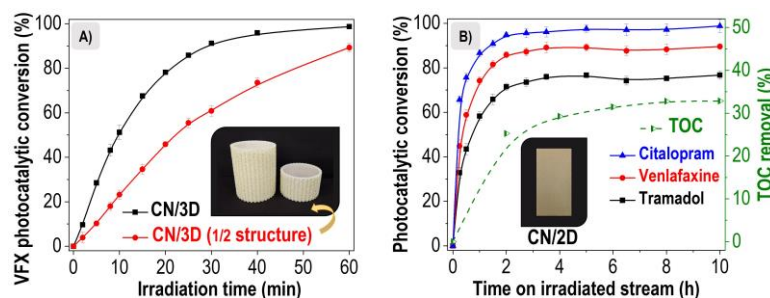 A)
VFX photocatalytic conversion (%)
100
80
60
40
20
0
CN/3D
CN/3D (1/2 structure)
0 10 20 30 40 50 60
Irradiation time (min)
B)
Photocatalytic conversion (%)
100
80
60
40
20
0
TOC
Citalopram
Venlafaxine
Tramadol
CN/2D
0 2 4 6 8 10
Time on irradiated stream (h)
50
40
30
20
10
0
TOC removal (%)